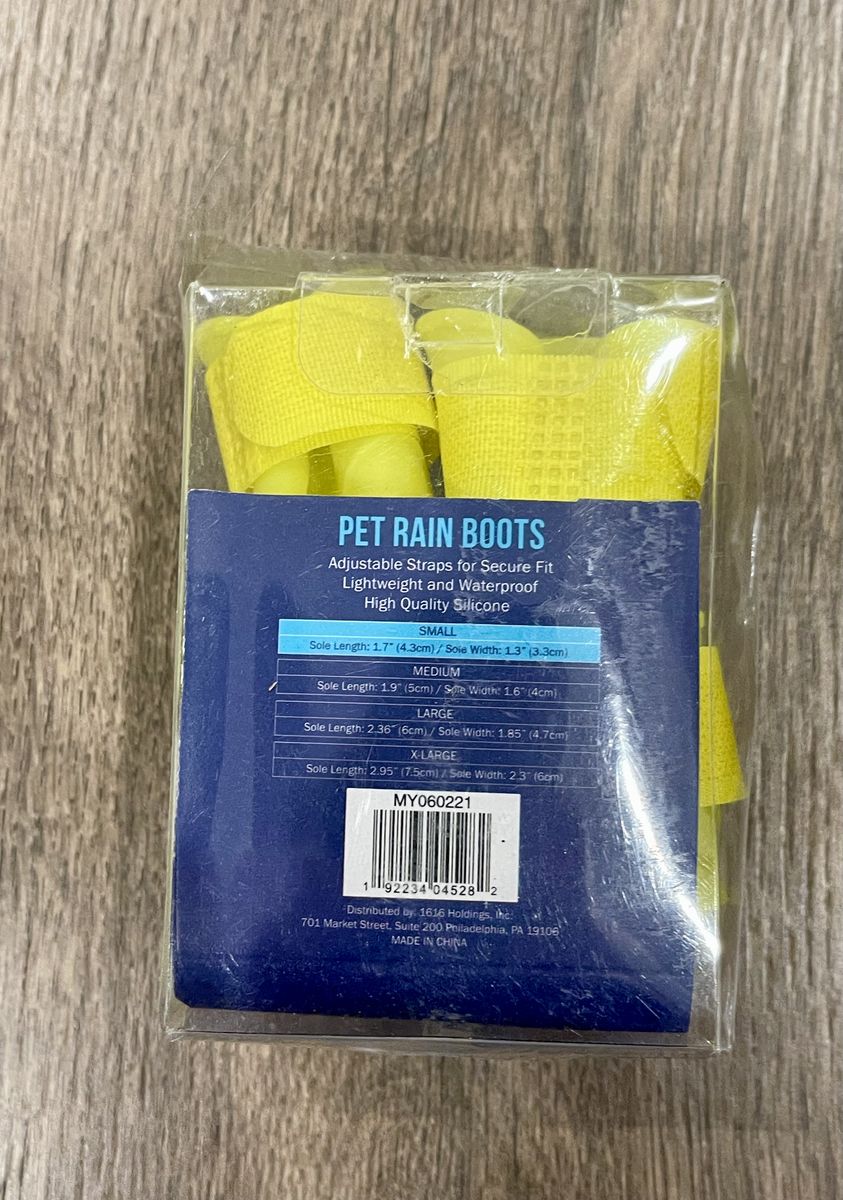 PET RAIN BOOTS
Adjustable Straps for Secure Fit
Lightweight and Waterproof
High Quality Silicone
SMALL
Sole Length: 1.7" (4.3cm) / Sole Width: 1.3" (3.3cm)
MEDIUM
Sole Length: 1.9" (5cm) / Sole Width: 1.6" (4cm)
LARGE
Sole Length: 2.36" (6cm) / Sole Width: 1.85" (4.7cm)
X-LARGE
Sole Length: 2.95" (7.5cm) / Sole Width: 2.3" (6cm)
MY060221
1 92234 04528 2
Distributed by: 1616 Holdings, Inc.
701 Market Street, Suite 200 Philadelphia, PA 19106
MADE IN CHINA